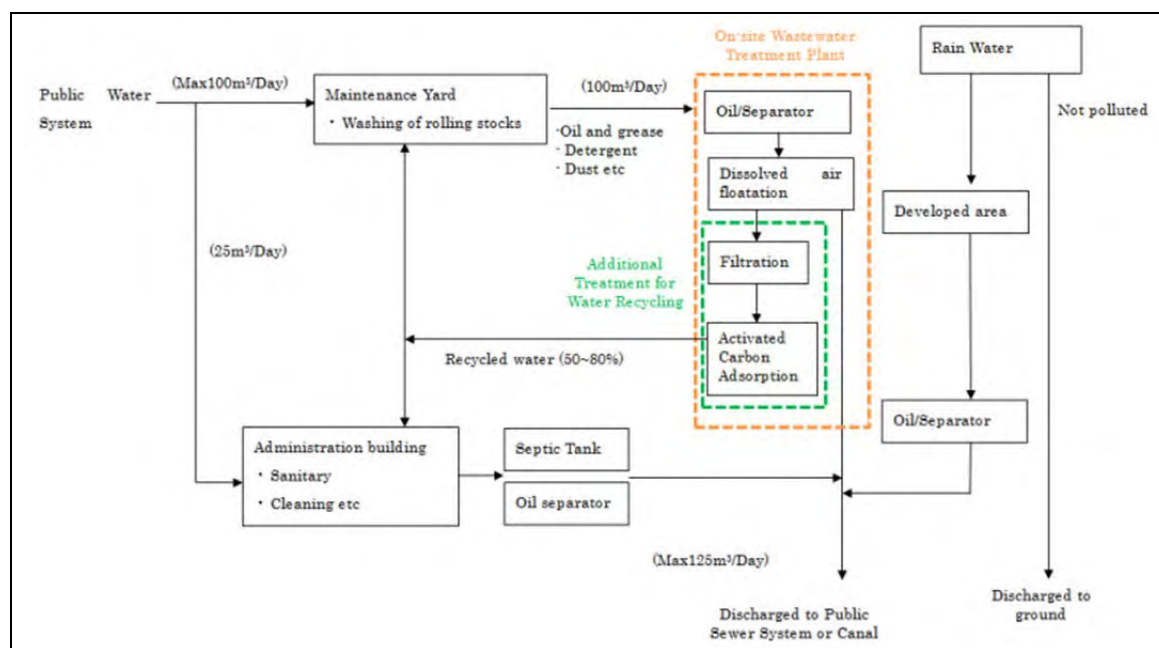 On-site Wastewater
Treatment Plant
Rain Water
(Max100m³/Day)
(100m³/Day)
Public Water
System
Maintenance Yard
・Washing of rolling stocks
Oil/Separator
Not polluted
·Oil and grease
· Detergent
· Dust etc
Dissolved air
floatation
Developed area
(25m³/Day)
Filtration
Additional
Treatment for
Water Recycling
Activated
Carbon
Adsorption
Recycled water (50~80%)
Oil/Separator
Administration building
・Sanitary
・Cleaning etc
Septic Tank
Oil separator
(Max125m³/Day)
Discharged to Public
Sewer System or Canal
Discharged to
ground